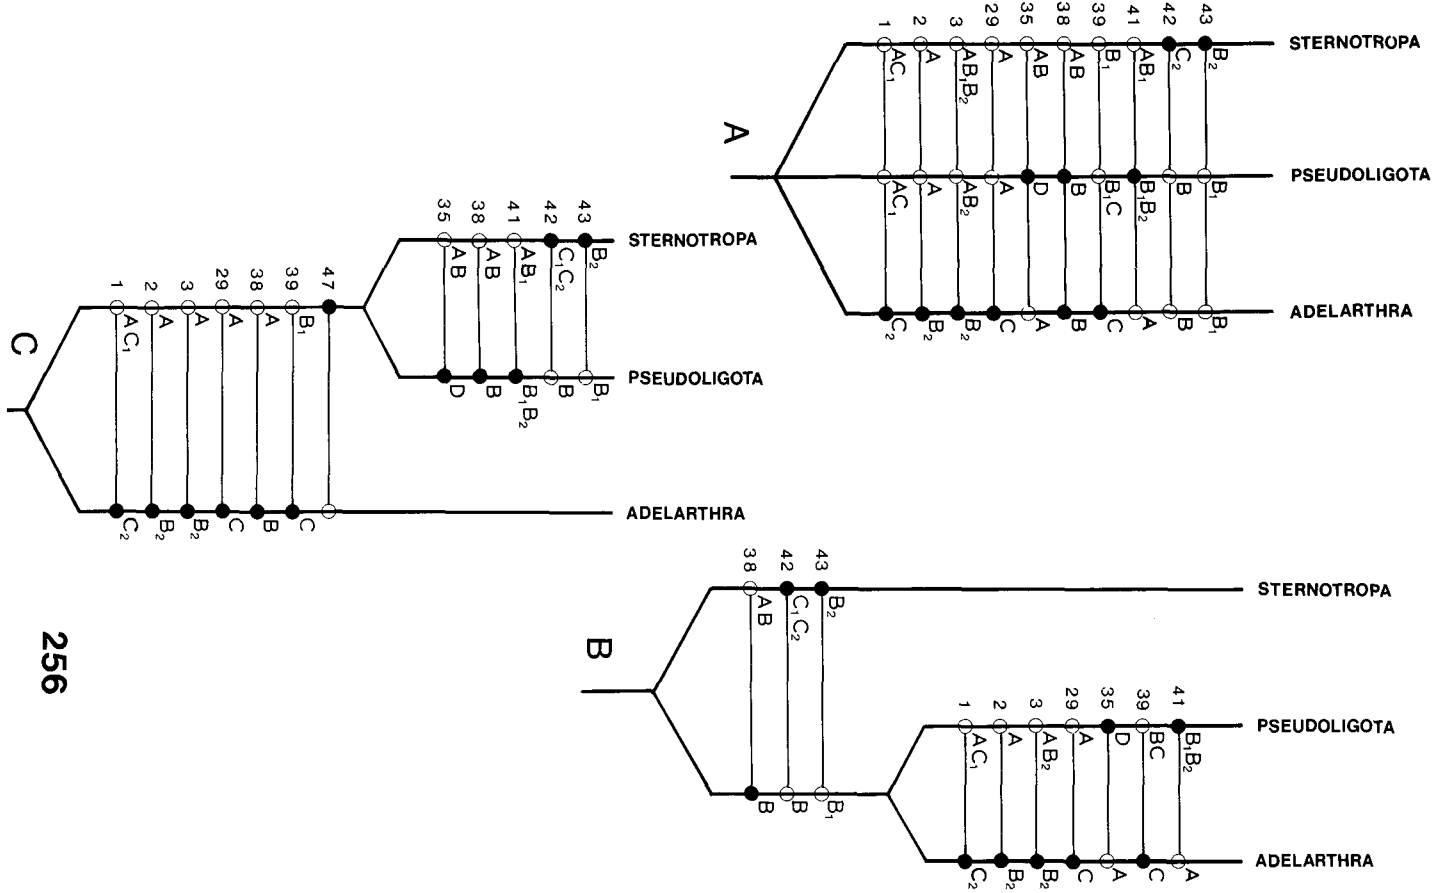 1 2 3 29 35 38 39 41 42 43
STERNOTROPA
AC1 A AB1B2 A AB AB B1 AB1 C2 B2
A
PSEUDOLIGOTA
AC1 A AB2 A D B B1C B1B2 B B1
ADELARTHRA
C2 B2 B2 C A B C A B B1
35 38 41 42 43
STERNOTROPA
AB AB AB1 C1C2 B2
PSEUDOLIGOTA
D B B1B2 B B1
1 2 3 29 38 39 47
AC1 A A A A B1
C
ADELARTHRA
C2 B2 B2 C B C
38 42 43
STERNOTROPA
AB C1C2 B2
B
B B B1
1 2 3 29 35 39 41
PSEUDOLIGOTA
AC1 A AB2 A D BC B1B2
ADELARTHRA
C2 B2 B2 C A C A
256